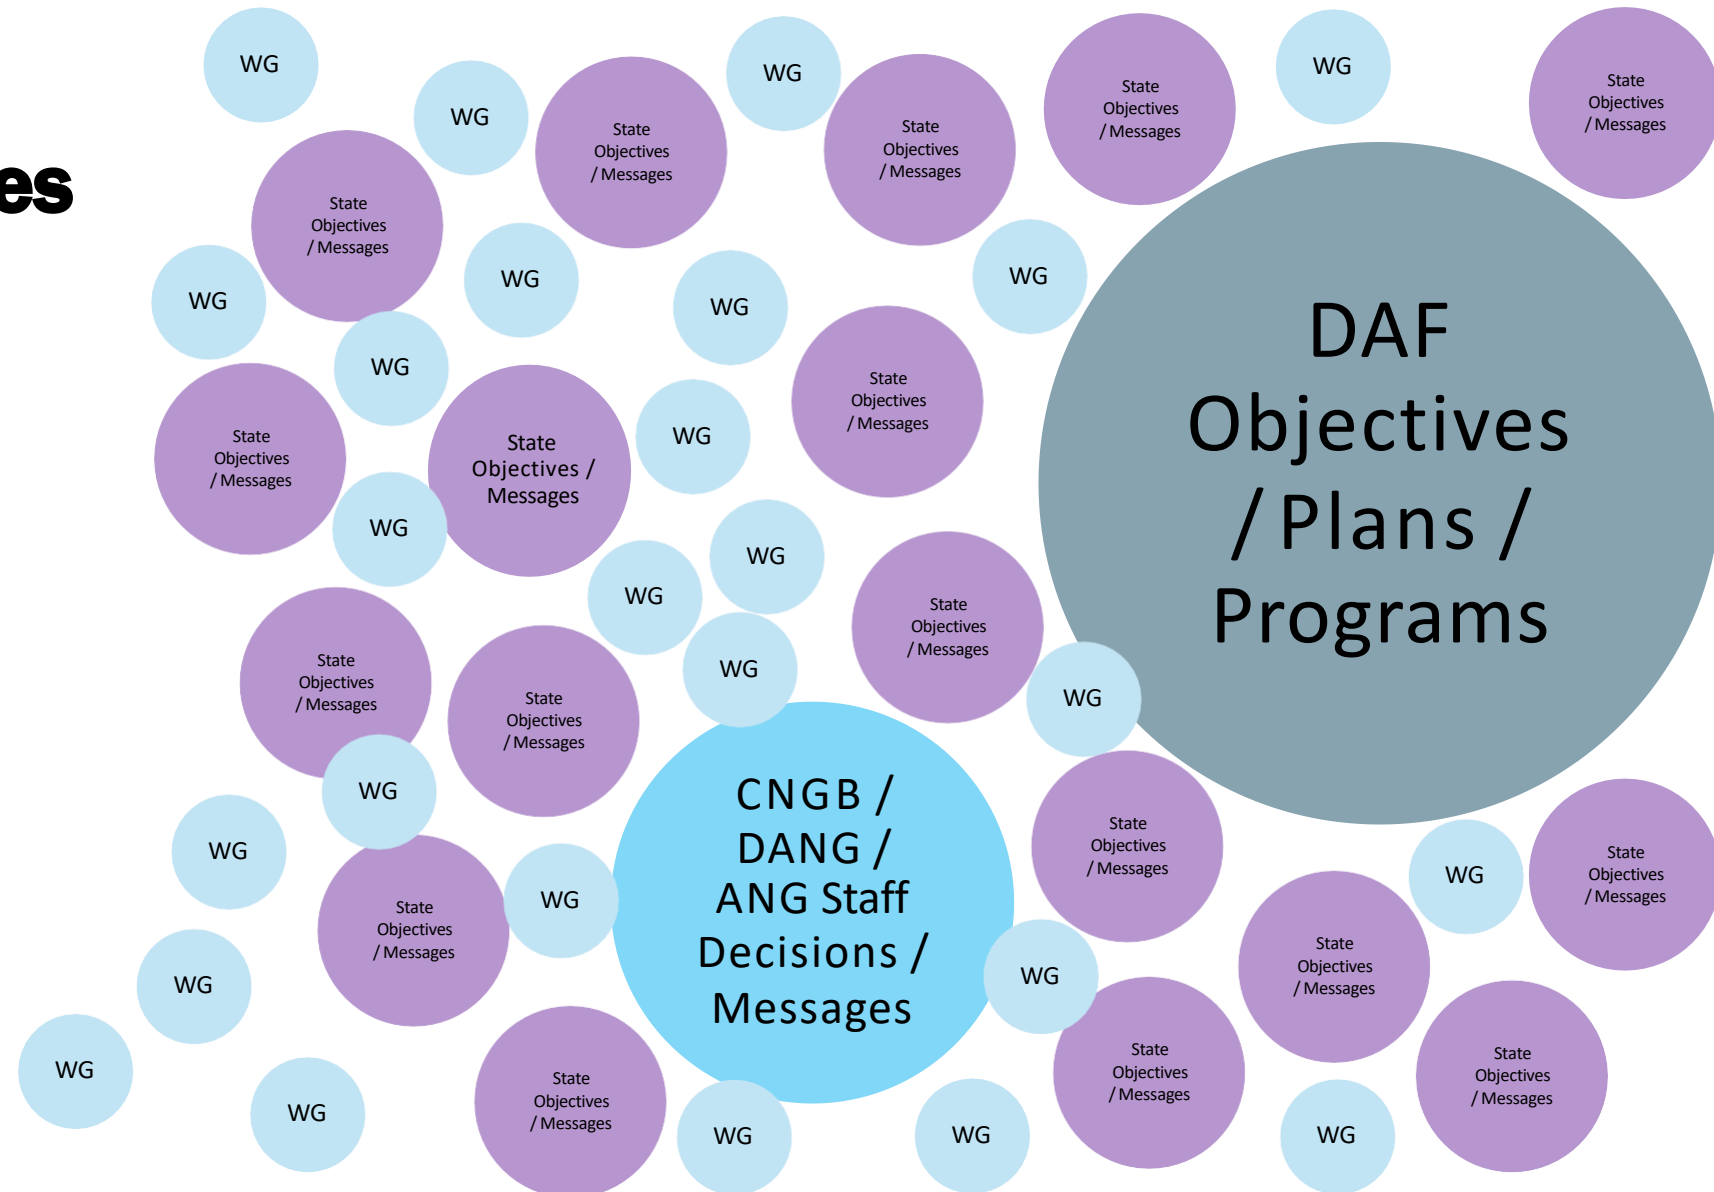 WG
WG
WG
State
Objectives
/ Messages
State
Objectives
/ Messages
WG
State
Objectives
/ Messages
State
Objectives
/ Messages
es
State
Objectives
/ Messages
WG
WG
WG
WG
DAF
Objectives
/ Plans /
Programs
WG
State
Objectives
/ Messages
WG
State
Objectives
/ Messages
State
Objectives /
Messages
WG
WG
WG
State
Objectives
/ Messages
WG
State
Objectives
/ Messages
WG
State
Objectives
/ Messages
WG
CNGB /
DANG /
ANG Staff
Decisions /
Messages
State
Objectives
/ Messages
WG
WG
State
Objectives
/ Messages
WG
State
Objectives
/ Messages
State
Objectives
/ Messages
WG
WG
State
Objectives
/ Messages
State
Objectives
/ Messages
WG
State
Objectives
/ Messages
WG
WG
WG
WG